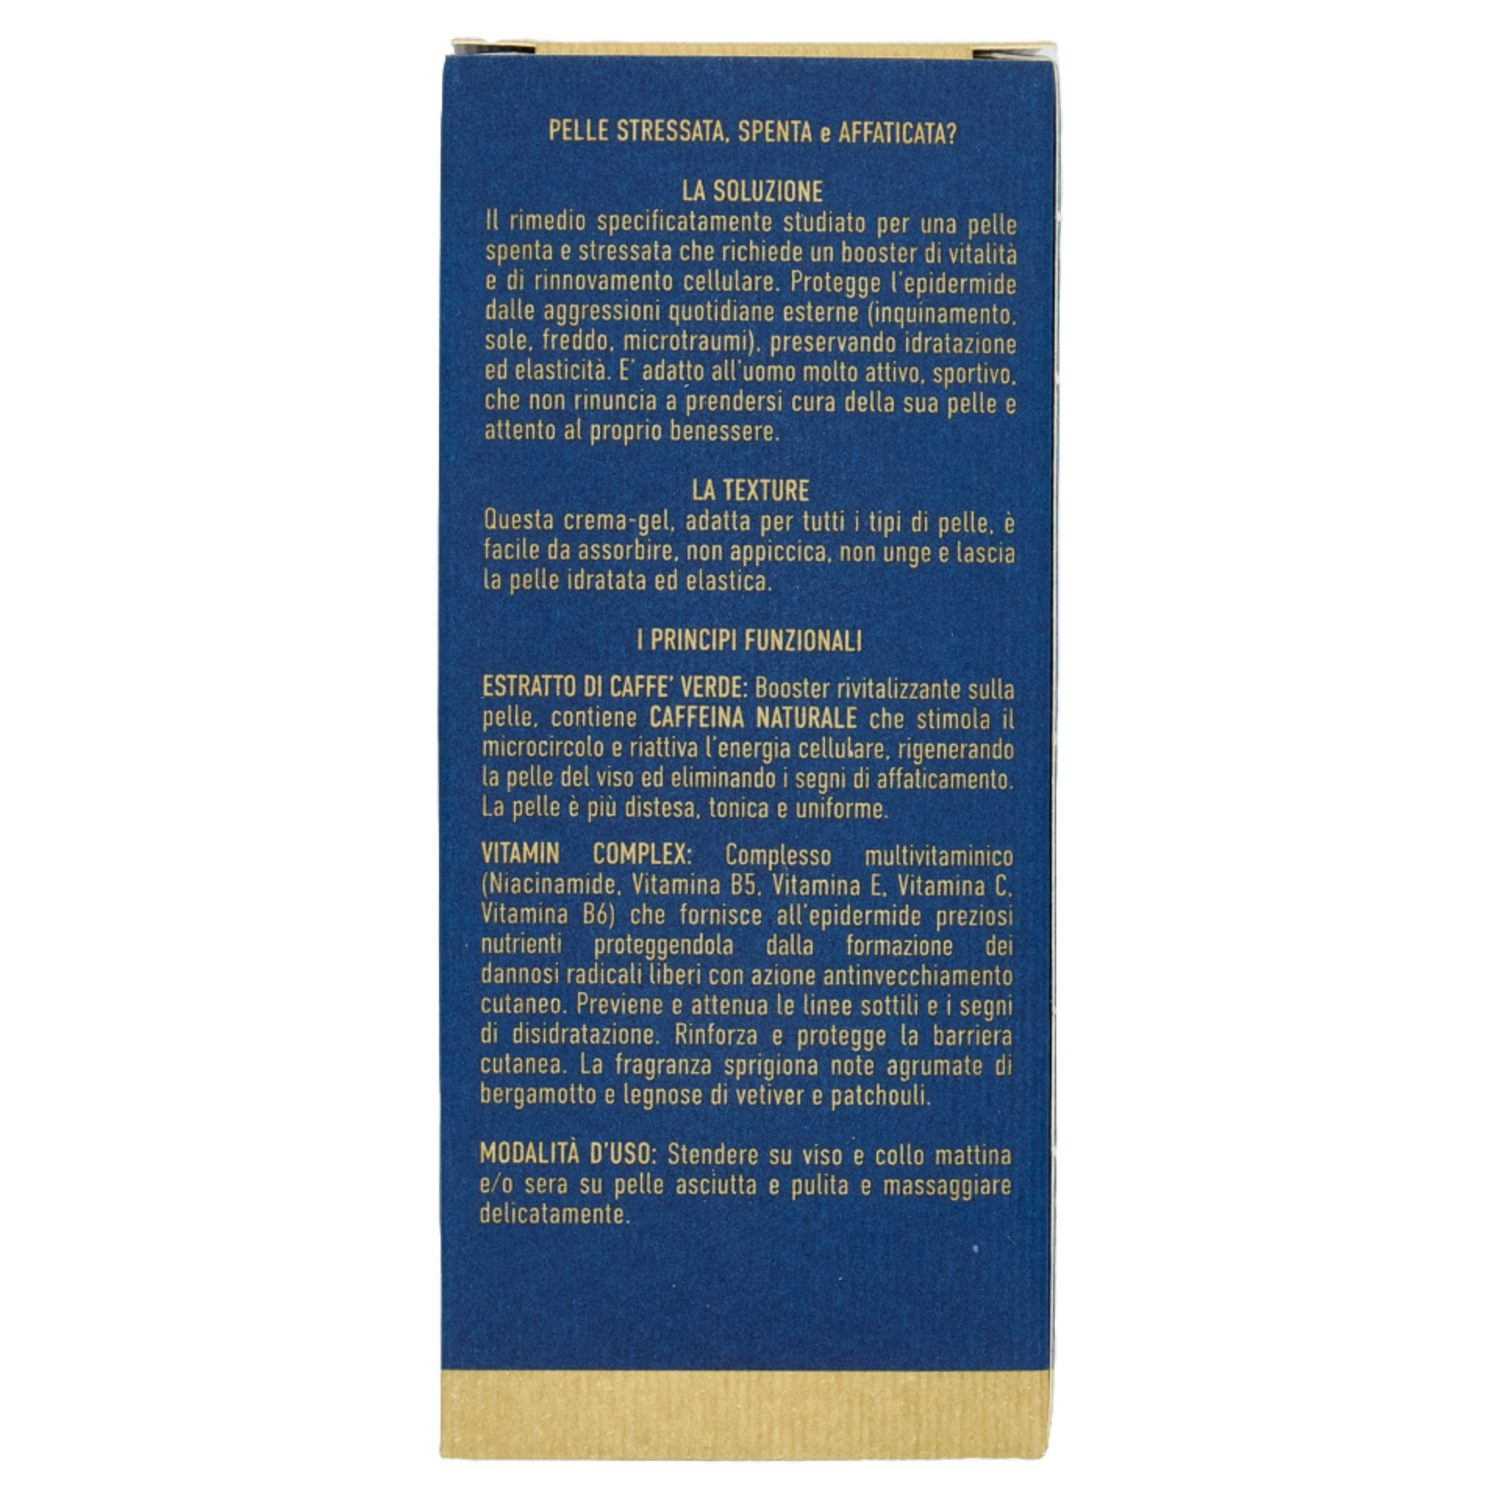 PELLE STRESSATA, SPENTA e AFFATICATA?
LA SOLUZIONE
Il rimedio specificatamente studiato per una pelle
spenta e stressata che richiede un booster di vitalità
e di rinnovamento cellulare. Protegge l'epidermide
dalle aggressioni quotidiane esterne (inquinamento,
sole, freddo, microtraumi), preservando idratazione
ed elasticità. E' adatto all'uomo molto attivo, sportivo,
che non rinuncia a prendersi cura della sua pelle e
attento al proprio benessere.
LA TEXTURE
Questa crema-gel, adatta per tutti i tipi di pelle, è
facile da assorbire, non appiccica, non unge e lascia
la pelle idratata ed elastica.
I PRINCIPI FUNZIONALI
ESTRATTO DI CAFFE' VERDE: Booster rivitalizzante sulla
pelle, contiene CAFFEINA NATURALE che stimola il
microcircolo e riattiva l'energia cellulare, rigenerando
la pelle del viso ed eliminando i segni di affaticamento.
La pelle è più distesa, tonica e uniforme.
VITAMIN COMPLEX: Complesso multivitaminico
(Niacinamide, Vitamina B5, Vitamina E, Vitamina C,
Vitamina B6) che fornisce all'epidermide preziosi
nutrienti proteggendola dalla formazione dei
dannosi radicali liberi con azione antinvecchiamento
cutaneo. Previene e attenua le linee sottili e i segni
di disidratazione. Rinforza e protegge la barriera
cutanea. La fragranza sprigiona note agrumate di
bergamotto e legnose di vetiver e patchouli.
MODALITÀ D'USO: Stendere su viso e collo mattina
e/o sera su pelle asciutta e pulita e massaggiare
delicatamente.